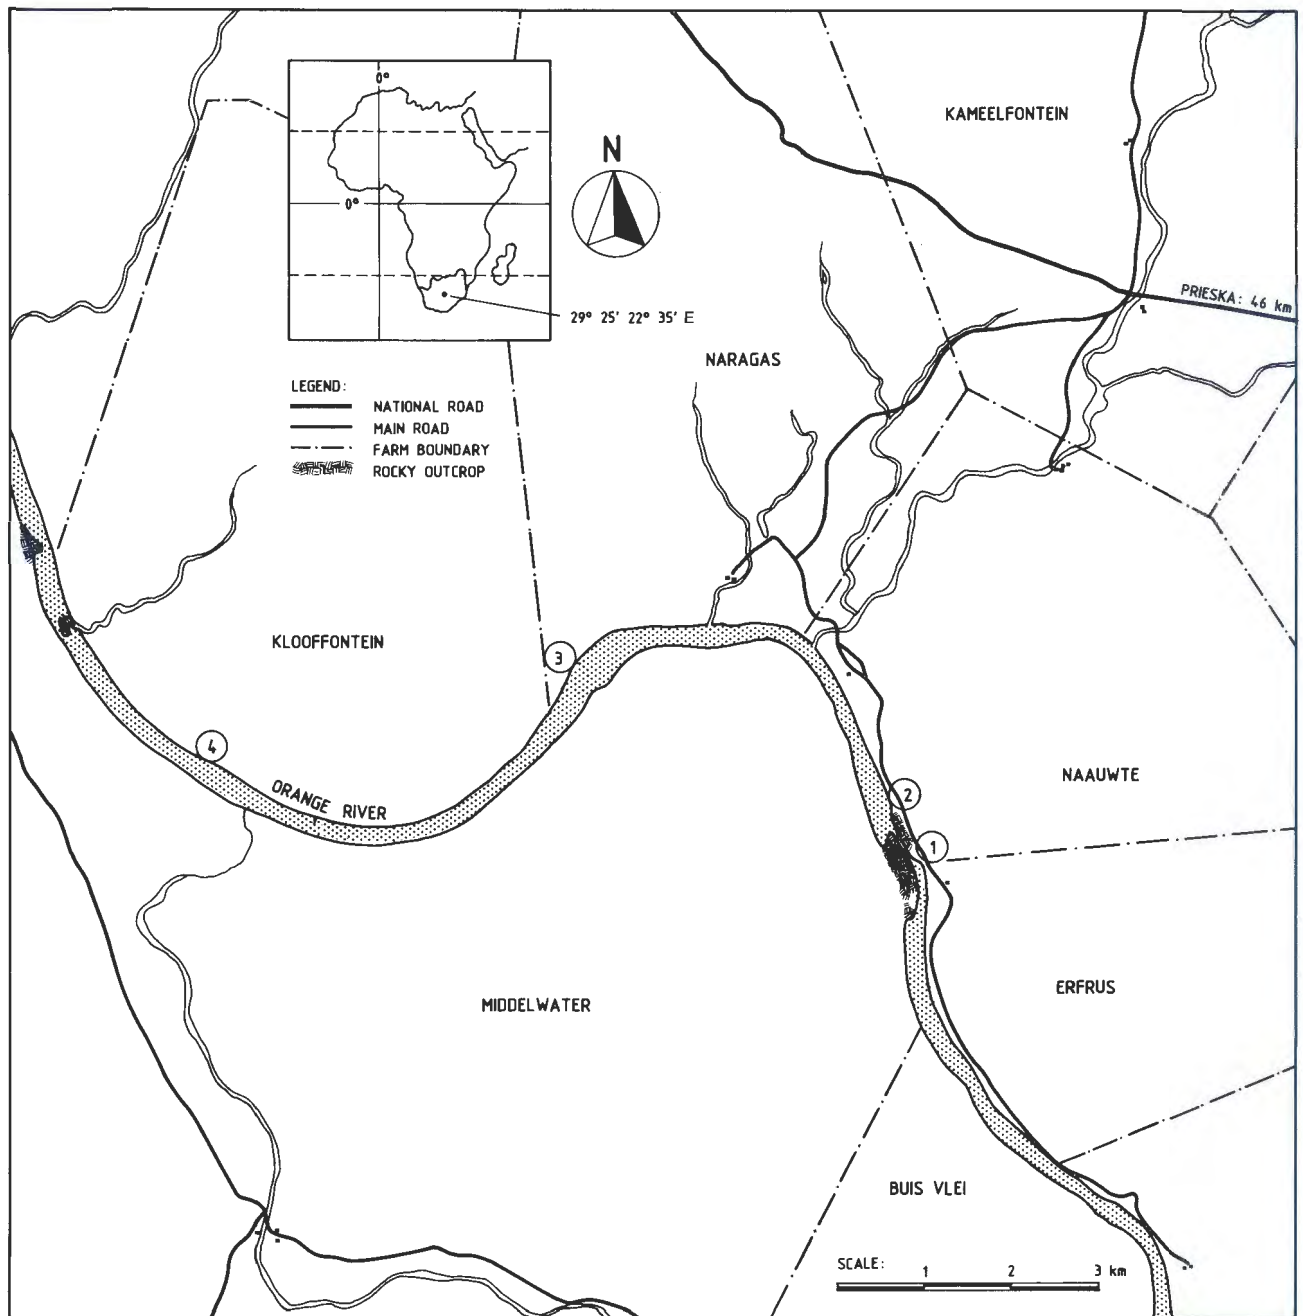 KAMEELFONTEIN
0°
N
0°
PRIESKA: 46 km
29° 25' 22° 35' E
NARAGAS
LEGEND:
NATIONAL ROAD
MAIN ROAD
FARM BOUNDARY
ROCKY OUTCROP
KLOOFFONTEIN
3
4
ORANGE RIVER
NAAUWTE
2
1
ERFRUS
MIDDELWATER
BUIS VLEI
SCALE: 1 2 3 km